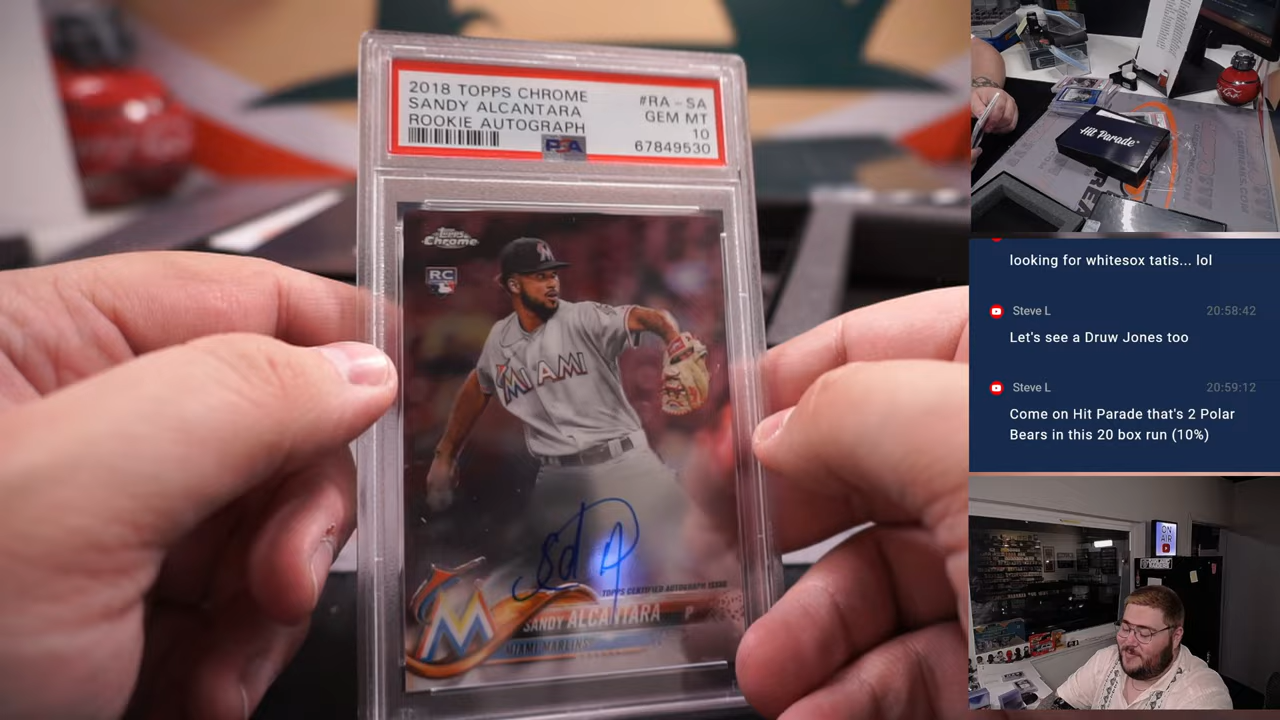 2018 TOPPS CHROME
SANDY ALCANTARA
ROOKIE AUTOGRAPH
#RA - SA
GEM MT
10
67849530
PSA
Topps
Chrome
RC
MIAMI
TOPPS CERTIFIED AUTOGRAPH ISSUE
SANDY ALCANTARA P
MIAMI MARLINS
M
Hit Parade
looking for whitesox tatis... lol
Steve L 20:58:42
Let's see a Druw Jones too
Steve L 20:59:12
Come on Hit Parade that's 2 Polar
Bears in this 20 box run (10%)
ON
AIR